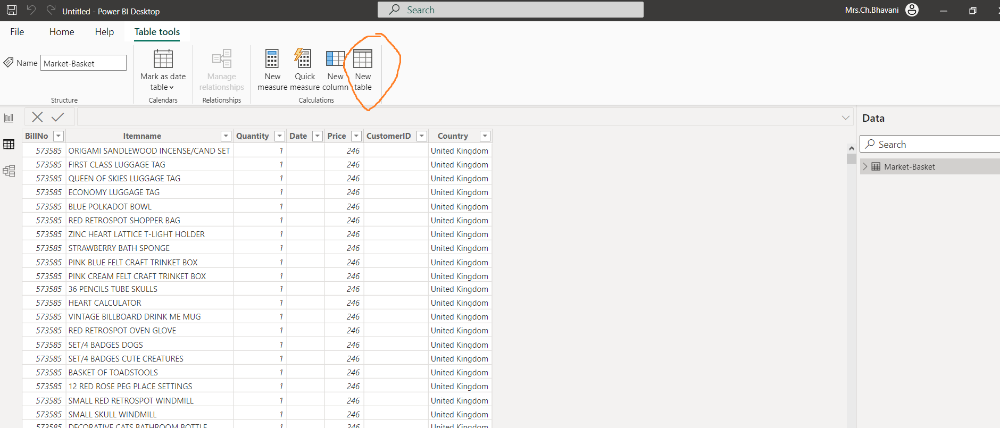 Untitled - Power BI Desktop
Search
Mrs.Ch.Bhavani
File Home Help Table tools
Name Market-Basket
Structure
Mark as date
table
Calendars
Manage
relationships
Relationships
New
measure
Quick
measure
New
column
New
table
Calculations
BillNo Itemname Quantity Date Price CustomerID Country
573585 ORIGAMI SANDLEWOOD INCENSE/CAND SET 1 246 United Kingdom
573585 FIRST CLASS LUGGAGE TAG 1 246 United Kingdom
573585 QUEEN OF SKIES LUGGAGE TAG 1 246 United Kingdom
573585 ECONOMY LUGGAGE TAG 1 246 United Kingdom
573585 BLUE POLKADOT BOWL 1 246 United Kingdom
573585 RED RETROSPOT SHOPPER BAG 1 246 United Kingdom
573585 ZINC HEART LATTICE T-LIGHT HOLDER 1 246 United Kingdom
573585 STRAWBERRY BATH SPONGE 1 246 United Kingdom
573585 PINK BLUE FELT CRAFT TRINKET BOX 1 246 United Kingdom
573585 PINK CREAM FELT CRAFT TRINKET BOX 1 246 United Kingdom
573585 36 PENCILS TUBE SKULLS 1 246 United Kingdom
573585 HEART CALCULATOR 1 246 United Kingdom
573585 VINTAGE BILLBOARD DRINK ME MUG 1 246 United Kingdom
573585 RED RETROSPOT OVEN GLOVE 1 246 United Kingdom
573585 SET/4 BADGES DOGS 1 246 United Kingdom
573585 SET/4 BADGES CUTE CREATURES 1 246 United Kingdom
573585 BASKET OF TOADSTOOLS 1 246 United Kingdom
573585 12 RED ROSE PEG PLACE SETTINGS 1 246 United Kingdom
573585 SMALL RED RETROSPOT WINDMILL 1 246 United Kingdom
573585 SMALL SKULL WINDMILL 1 246 United Kingdom
573585 DECORATIVE CATS BATHROOM BOTTLE 1 246 United Kingdom
Data
Search
Market-Basket